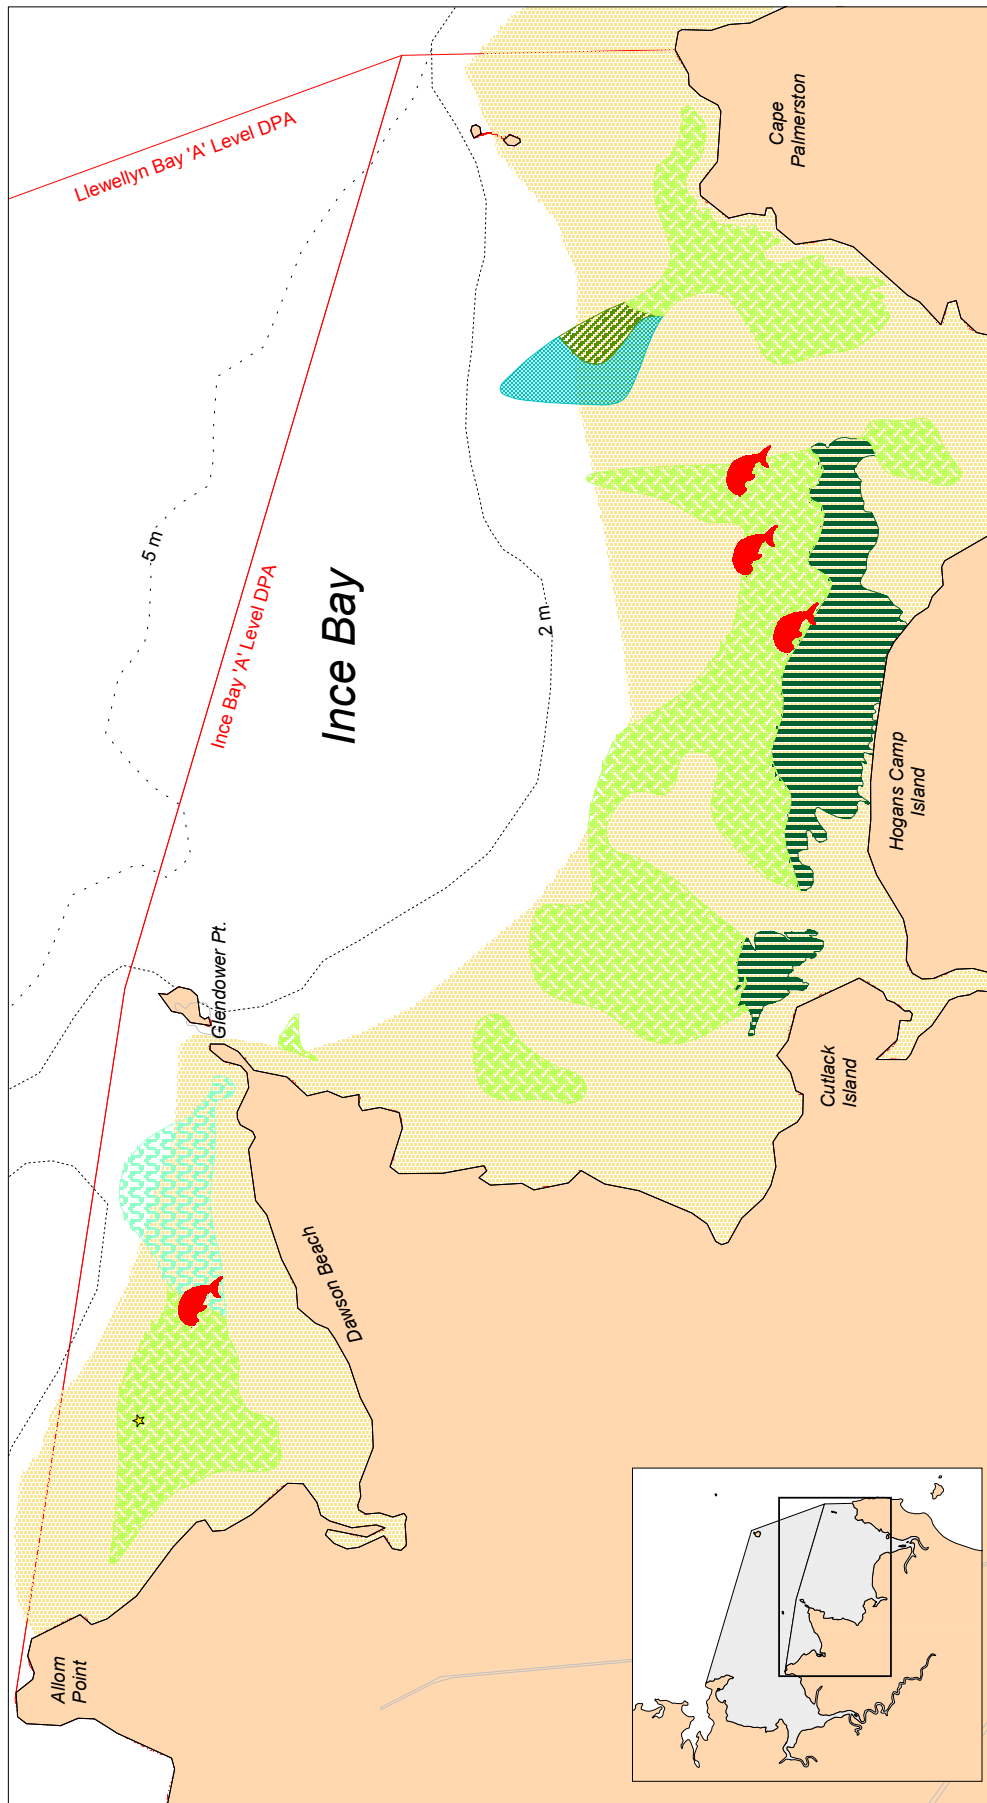 Llewellyn Bay 'A' Level DPA
Cape
Palmerston
5 m
Ince Bay 'A' Level DPA
Ince Bay
2 m
Hogans Camp
Island
Glendower Pt.
Cutlack
Island
Dawson Beach
Allom
Point